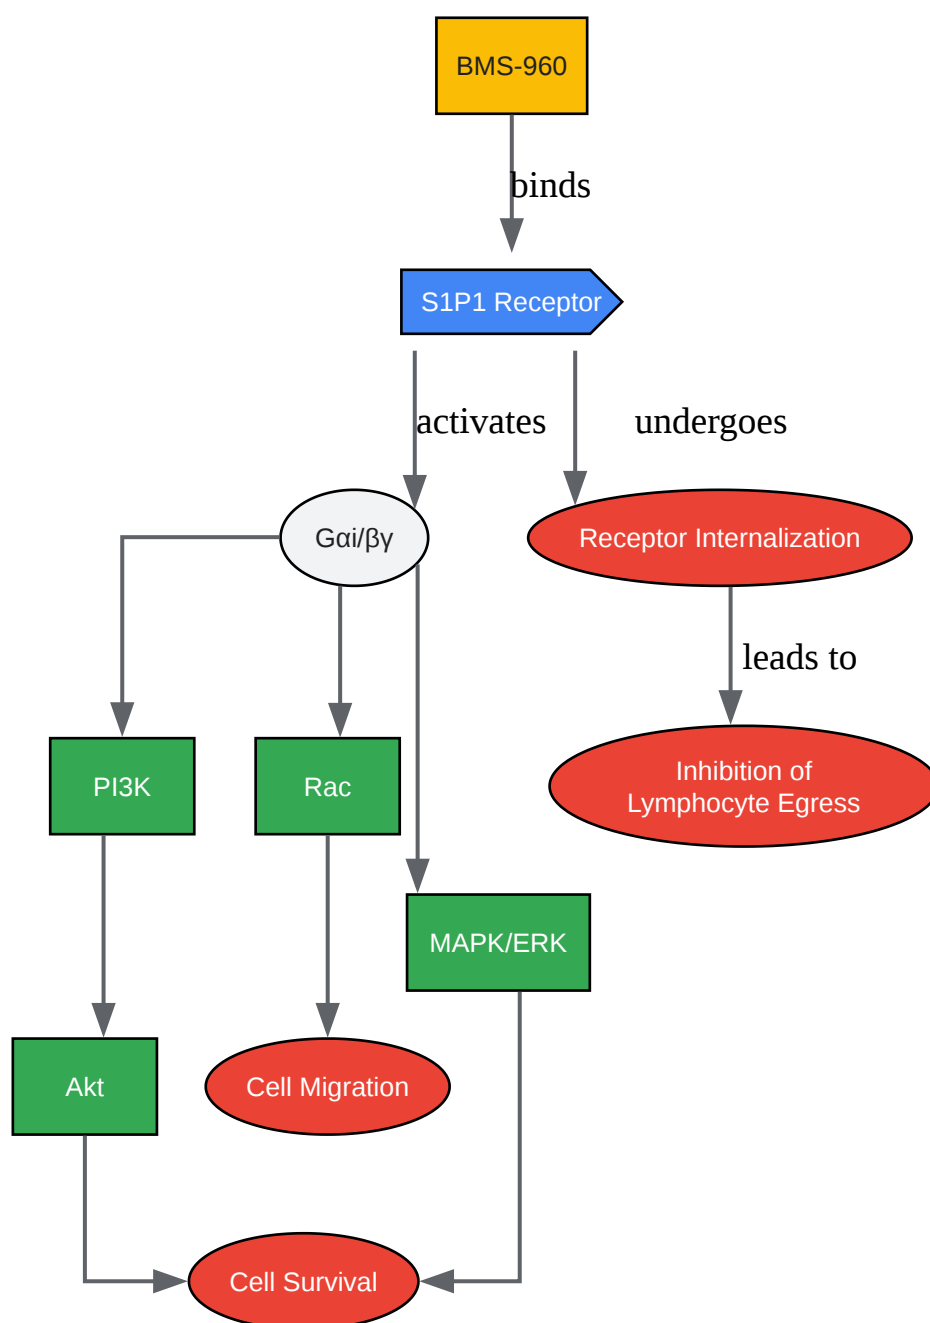 BMS-960
binds
S1P1 Receptor
activates
undergoes
Gαi/βγ
Receptor Internalization
leads to
PI3K
Rac
Inhibition of
Lymphocyte Egress
MAPK/ERK
Akt
Cell Migration
Cell Survival